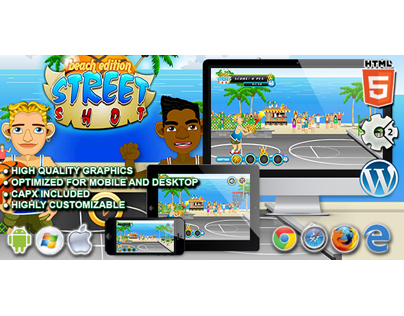 beach edition
STREET
SHOT
HTML
5
2
• HIGH QUALITY GRAPHICS
• OPTIMIZED FOR MOBILE AND DESKTOP
• CAPX INCLUDED
• HIGHLY CUSTOMIZABLE